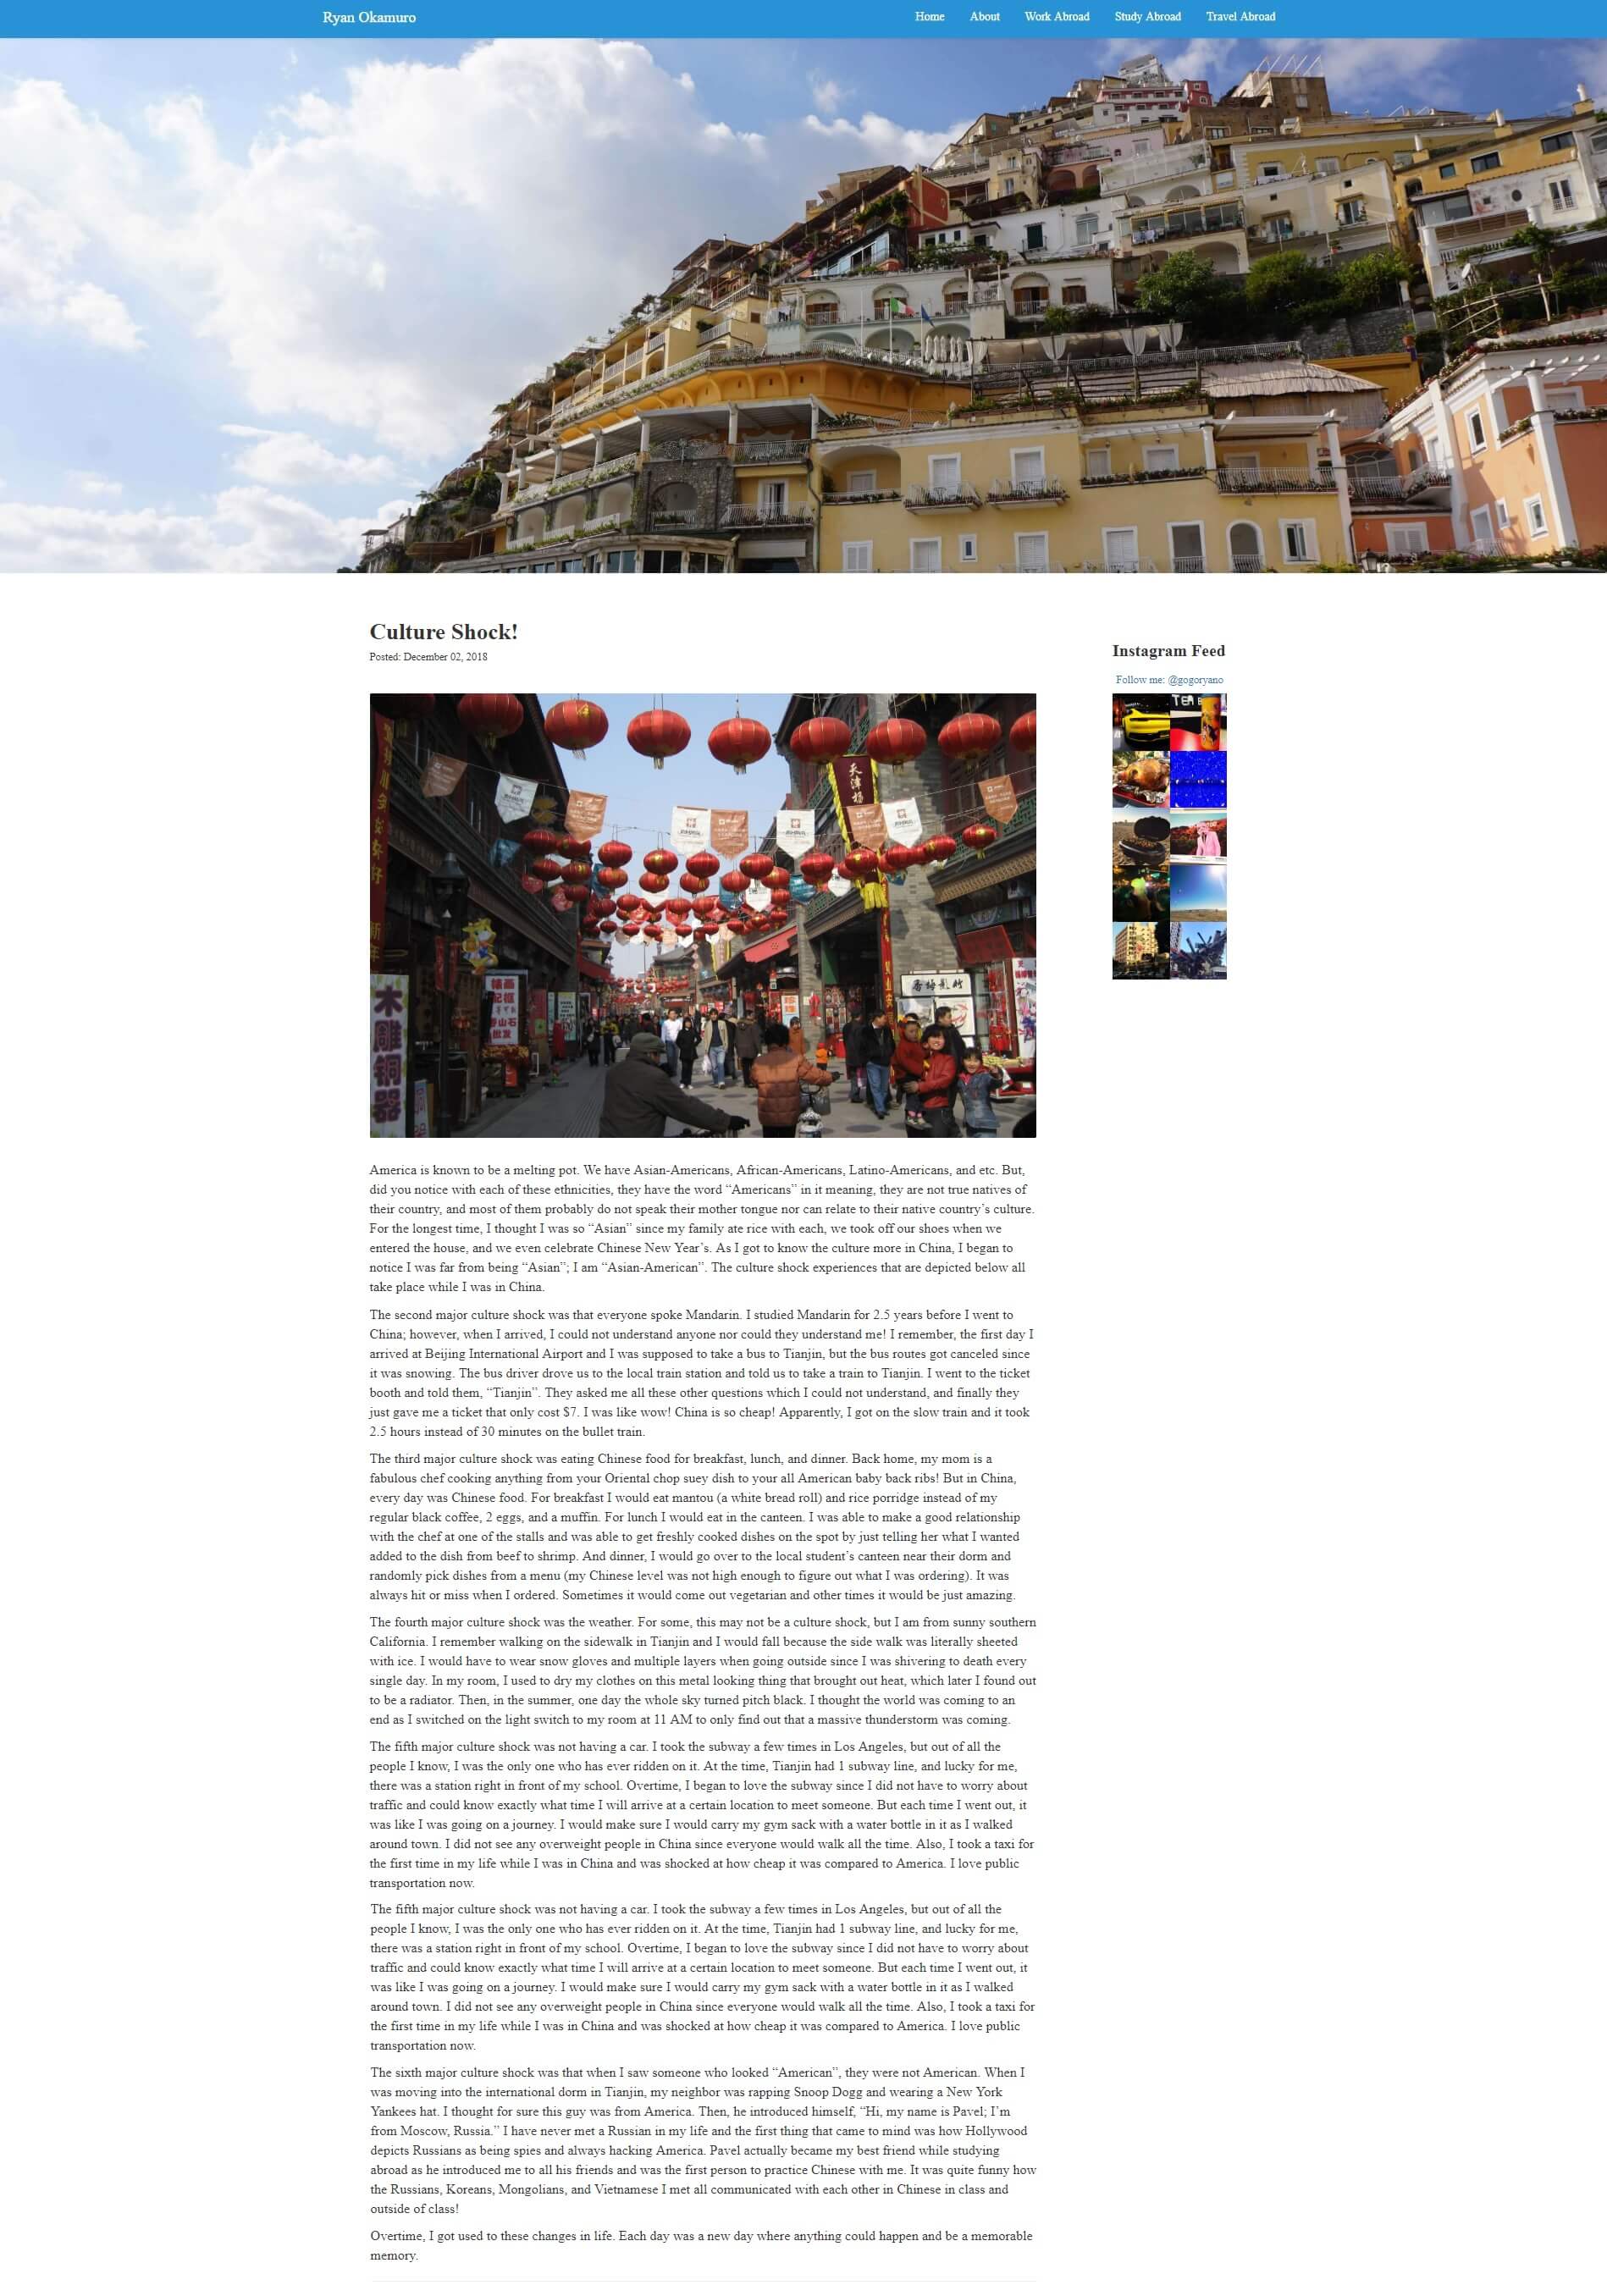 Ryan Okamuro
Home About Work Abroad Study Abroad Travel Abroad
Culture Shock!
Posted: December 02, 2018
Instagram Feed
Follow me: @gogoryano
天津楊
木雕铜器
America is known to be a melting pot. We have Asian-Americans, African-Americans, Latino-Americans, and etc. But,
did you notice with each of these ethnicities, they have the word “Americans” in it meaning, they are not true natives of
their country, and most of them probably do not speak their mother tongue nor can relate to their native country’s culture.
For the longest time, I thought I was so “Asian” since my family ate rice with each, we took off our shoes when we
entered the house, and we even celebrate Chinese New Year’s. As I got to know the culture more in China, I began to
notice I was far from being “Asian”; I am “Asian-American”. The culture shock experiences that are depicted below all
take place while I was in China.
The second major culture shock was that everyone spoke Mandarin. I studied Mandarin for 2.5 years before I went to
China; however, when I arrived, I could not understand anyone nor could they understand me! I remember, the first day I
arrived at Beijing International Airport and I was supposed to take a bus to Tianjin, but the bus routes got canceled since
it was snowing. The bus driver drove us to the local train station and told us to take a train to Tianjin. I went to the ticket
booth and told them, “Tianjin”. They asked me all these other questions which I could not understand, and finally they
just gave me a ticket that only cost $7. I was like wow! China is so cheap! Apparently, I got on the slow train and it took
2.5 hours instead of 30 minutes on the bullet train.
The third major culture shock was eating Chinese food for breakfast, lunch, and dinner. Back home, my mom is a
fabulous chef cooking anything from your Oriental chop suey dish to your all American baby back ribs! But in China,
every day was Chinese food. For breakfast I would eat mantou (a white bread roll) and rice porridge instead of my
regular black coffee, 2 eggs, and a muffin. For lunch I would eat in the canteen. I was able to make a good relationship
with the chef at one of the stalls and was able to get freshly cooked dishes on the spot by just telling her what I wanted
added to the dish from beef to shrimp. And dinner, I would go over to the local student’s canteen near their dorm and
randomly pick dishes from a menu (my Chinese level was not high enough to figure out what I was ordering). It was
always hit or miss when I ordered. Sometimes it would come out vegetarian and other times it would be just amazing.
The fourth major culture shock was the weather. For some, this may not be a culture shock, but I am from sunny southern
California. I remember walking on the sidewalk in Tianjin and I would fall because the side walk was literally sheeted
with ice. I would have to wear snow gloves and multiple layers when going outside since I was shivering to death every
single day. In my room, I used to dry my clothes on this metal looking thing that brought out heat, which later I found out
to be a radiator. Then, in the summer, one day the whole sky turned pitch black. I thought the world was coming to an
end as I switched on the light switch to my room at 11 AM to only find out that a massive thunderstorm was coming.
The fifth major culture shock was not having a car. I took the subway a few times in Los Angeles, but out of all the
people I know, I was the only one who has ever ridden on it. At the time, Tianjin had 1 subway line, and lucky for me,
there was a station right in front of my school. Overtime, I began to love the subway since I did not have to worry about
traffic and could know exactly what time I will arrive at a certain location to meet someone. But each time I went out, it
was like I was going on a journey. I would make sure I would carry my gym sack with a water bottle in it as I walked
around town. I did not see any overweight people in China since everyone would walk all the time. Also, I took a taxi for
the first time in my life while I was in China and was shocked at how cheap it was compared to America. I love public
transportation now.
The fifth major culture shock was not having a car. I took the subway a few times in Los Angeles, but out of all the
people I know, I was the only one who has ever ridden on it. At the time, Tianjin had 1 subway line, and lucky for me,
there was a station right in front of my school. Overtime, I began to love the subway since I did not have to worry about
traffic and could know exactly what time I will arrive at a certain location to meet someone. But each time I went out, it
was like I was going on a journey. I would make sure I would carry my gym sack with a water bottle in it as I walked
around town. I did not see any overweight people in China since everyone would walk all the time. Also, I took a taxi for
the first time in my life while I was in China and was shocked at how cheap it was compared to America. I love public
transportation now.
The sixth major culture shock was that when I saw someone who looked “American”, they were not American. When I
was moving into the international dorm in Tianjin, my neighbor was rapping Snoop Dogg and wearing a New York
Yankees hat. I thought for sure this guy was from America. Then, he introduced himself, “Hi, my name is Pavel; I’m
from Moscow, Russia.” I have never met a Russian in my life and the first thing that came to mind was how Hollywood
depicts Russians as being spies and always hacking America. Pavel actually became my best friend while studying
abroad as he introduced me to all his friends and was the first person to practice Chinese with me. It was quite funny how
the Russians, Koreans, Mongolians, and Vietnamese I met all communicated with each other in Chinese in class and
outside of class!
Overtime, I got used to these changes in life. Each day was a new day where anything could happen and be a memorable
memory.